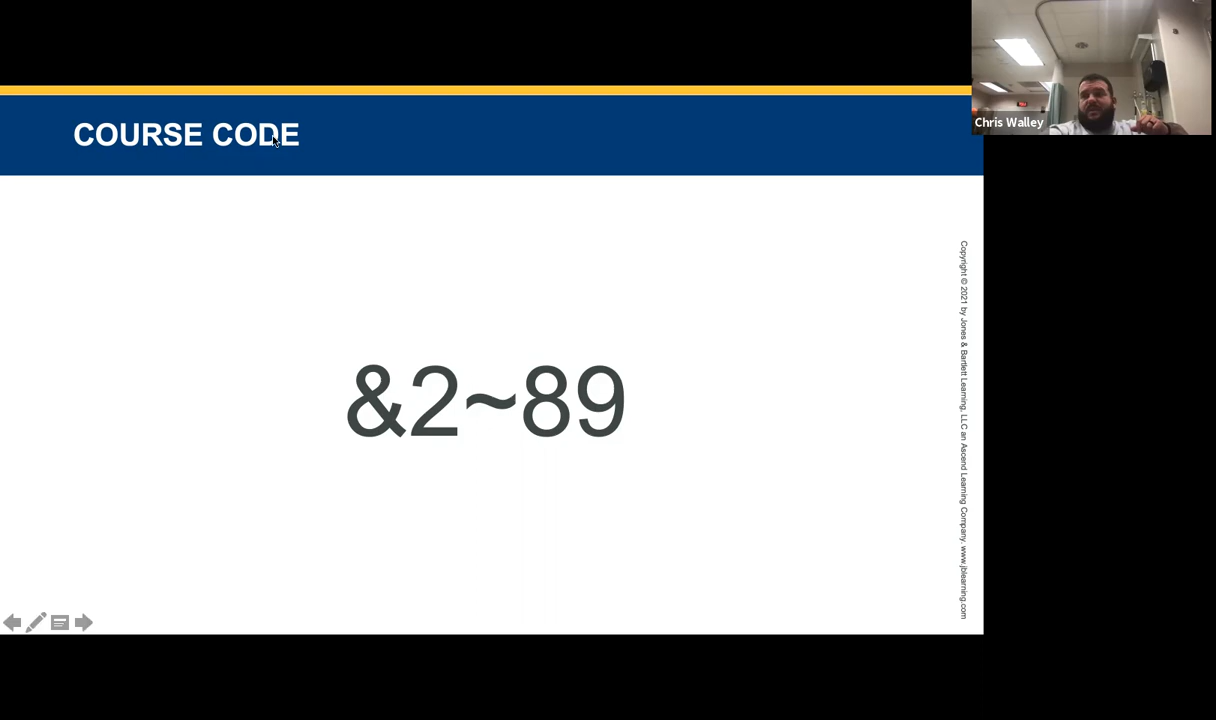 COURSE CODE
Chris Walley
&2~89
Copyright © 2021 by Jones & Bartlett Learning, LLC an Ascend Learning Company. www.jblearning.com